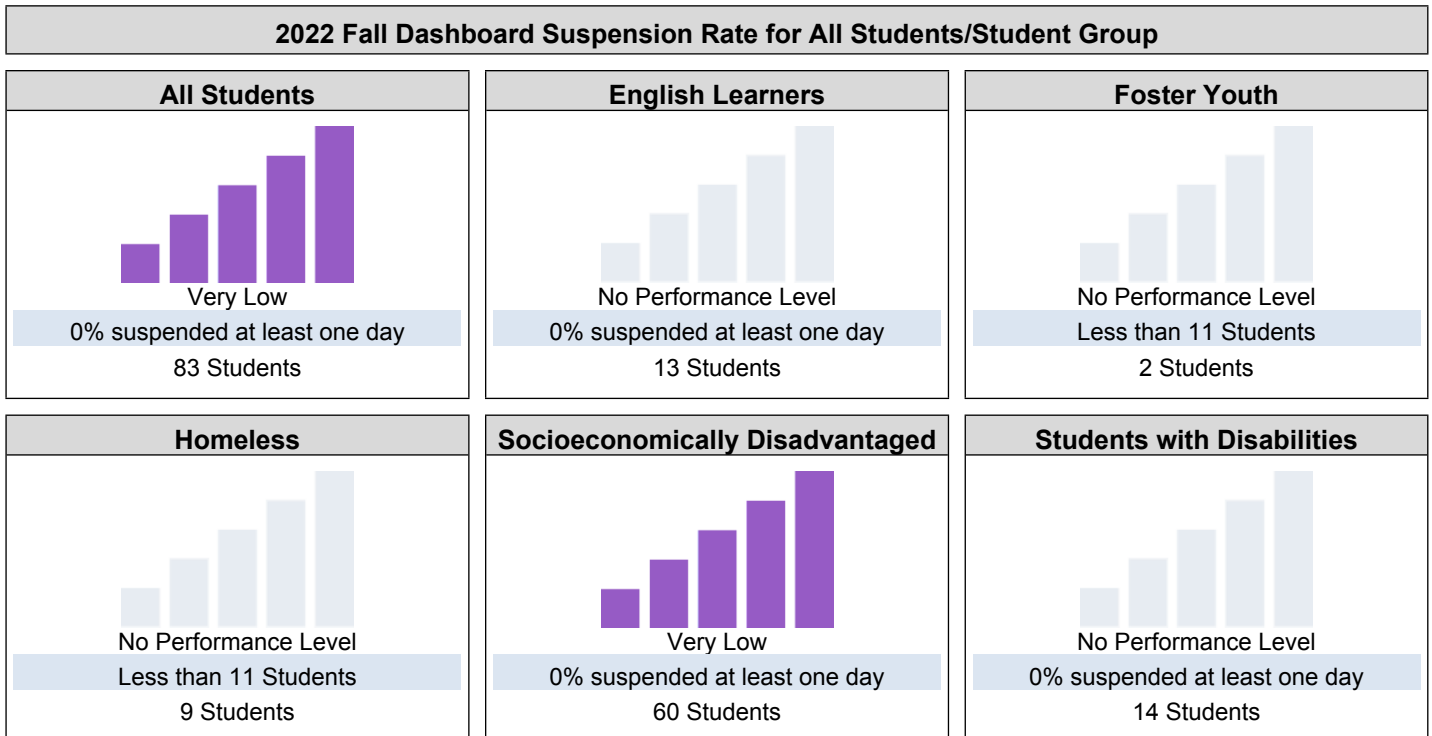 2022 Fall Dashboard Suspension Rate for All Students/Student Group
All Students
Very Low
0% suspended at least one day
83 Students
English Learners
No Performance Level
0% suspended at least one day
13 Students
Foster Youth
No Performance Level
Less than 11 Students
2 Students
Homeless
No Performance Level
Less than 11 Students
9 Students
Socioeconomically Disadvantaged
Very Low
0% suspended at least one day
60 Students
Students with Disabilities
No Performance Level
0% suspended at least one day
14 Students